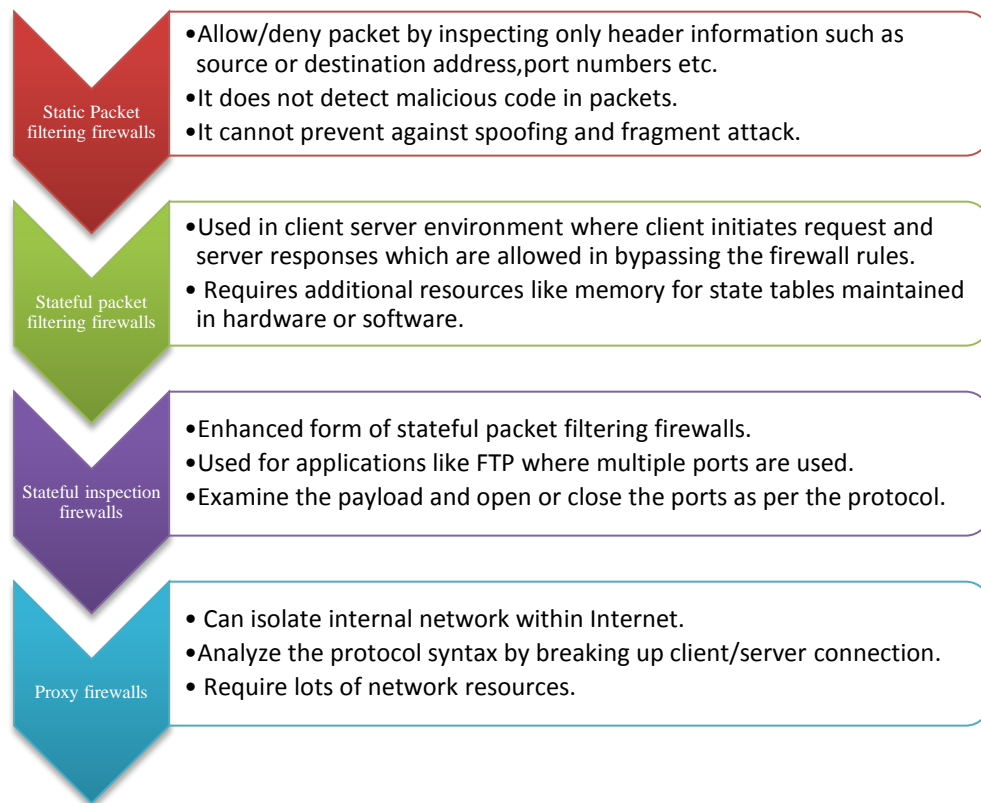 Static Packet
filtering firewalls
•Allow/deny packet by inspecting only header information such as
source or destination address,port numbers etc.
•It does not detect malicious code in packets.
•It cannot prevent against spoofing and fragment attack.
Stateful packet
filtering firewalls
•Used in client server environment where client initiates request and
server responses which are allowed in bypassing the firewall rules.
• Requires additional resources like memory for state tables maintained
in hardware or software.
Stateful inspection
firewalls
•Enhanced form of stateful packet filtering firewalls.
•Used for applications like FTP where multiple ports are used.
•Examine the payload and open or close the ports as per the protocol.
Proxy firewalls
• Can isolate internal network within Internet.
•Analyze the protocol syntax by breaking up client/server connection.
• Require lots of network resources.